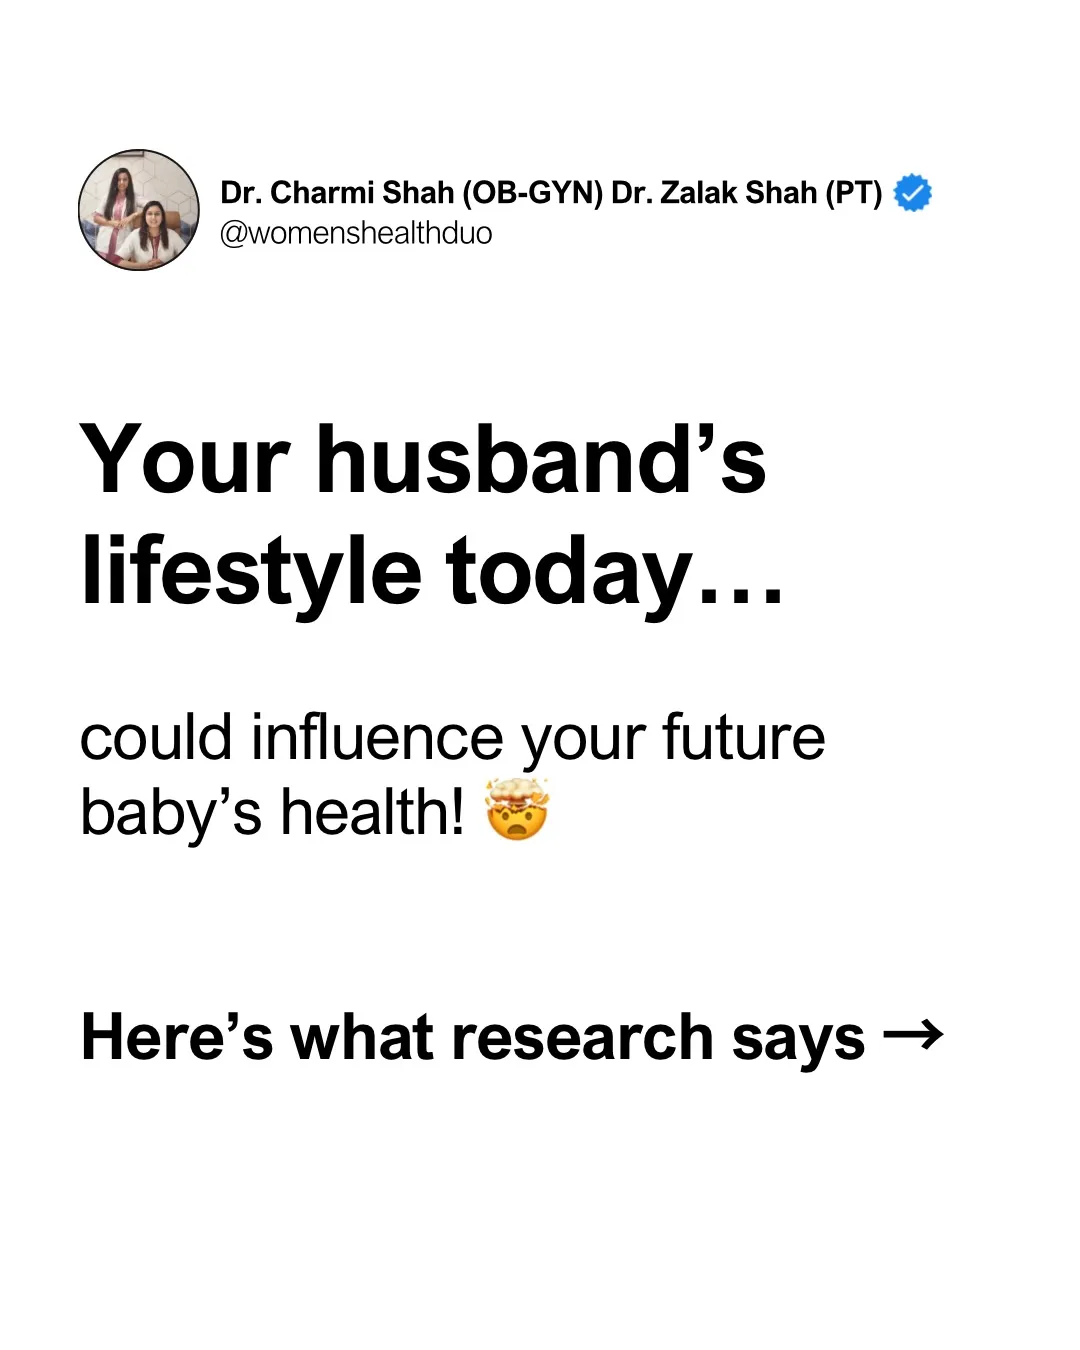 Dr. Charmi Shah (OB-GYN) Dr. Zalak Shah (PT)
@womenshealthduo
Your husband’s
lifestyle today…
could influence your future
baby’s health! 🤯
Here’s what research says →